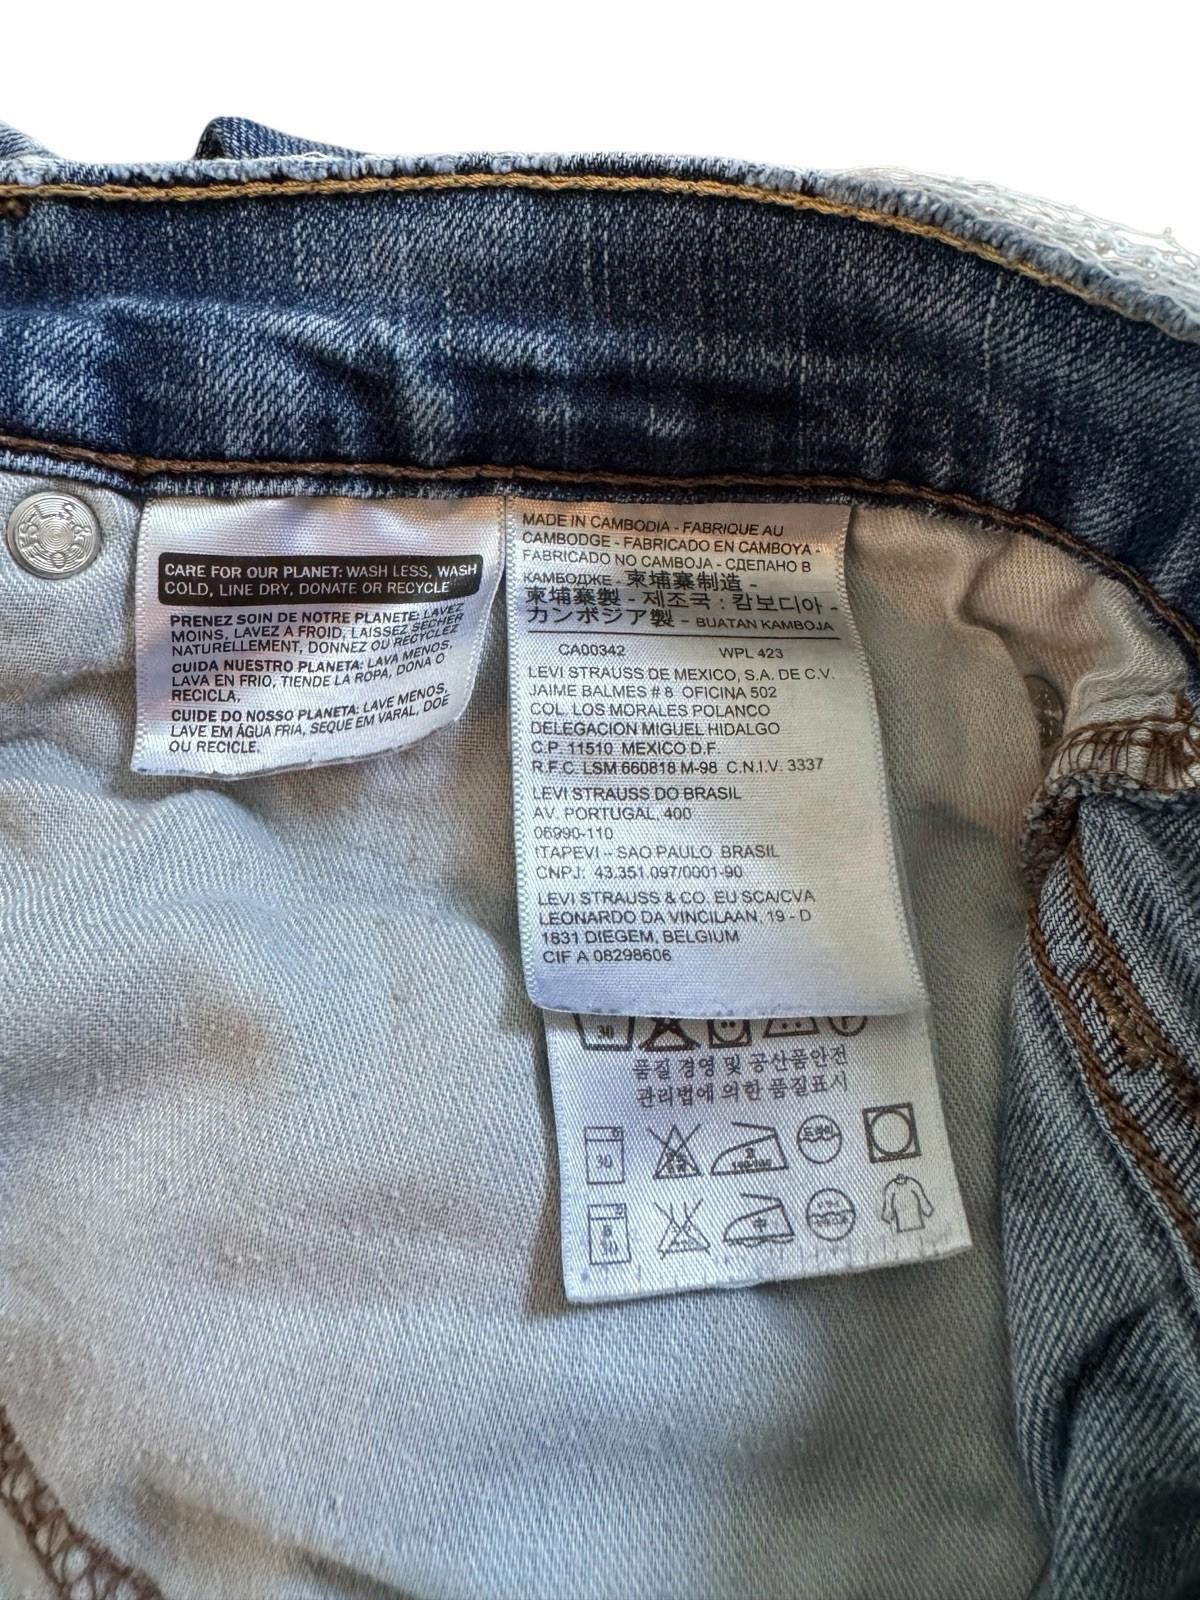 CARE FOR OUR PLANET: WASH LESS, WASH
COLD, LINE DRY, DONATE OR RECYCLE
PRENEZ SOIN DE NOTRE PLANETE: LAVEZ
MOINS, LAVEZ A FROID, LAISSEZ SECHER
NATURELLEMENT, DONNEZ OU RECYCLEZ
CUIDA NUESTRO PLANETA: LAVA MENOS,
LAVA EN FRIO, TIENDE LA ROPA, DONA O
RECICLA,
CUIDE DO NOSSO PLANETA: LAVE MENOS,
LAVE EM ÁGUA FRIA, SEQUE EM VARAL, DOE
OU RECICLE.
MADE IN CAMBODIA - FABRIQUE AU
CAMBODGE - FABRICADO EN CAMBOYA -
FABRICADO NO CAMBOJA - СДЕЛАНО В
КАМБОДЖЕ - 柬埔寨制造 -
柬埔寨製 - 제조국 : 캄보디아 -
カンボジア製 - BUATAN KAMBOJA
CA00342 WPL 423
LEVI STRAUSS DE MEXICO, S.A. DE C.V.
JAIME BALMES # 8 OFICINA 502
COL. LOS MORALES POLANCO
DELEGACION MIGUEL HIDALGO
C.P. 11510 MEXICO D.F.
R.F.C. LSM 660818 M-98 C.N.I.V. 3337
LEVI STRAUSS DO BRASIL
AV. PORTUGAL, 400
06690-110
ITAPEVI - SAO PAULO BRASIL
CNPJ: 43.351.097/0001-90
LEVI STRAUSS & CO. EU SCA/CVA
LEONARDO DA VINCILAAN, 19 - D
1831 DIEGEM, BELGIUM
CIF A 08298606
30
품질 경영 및 공산품안전
관리법에 의한 품질표시
30
中
30